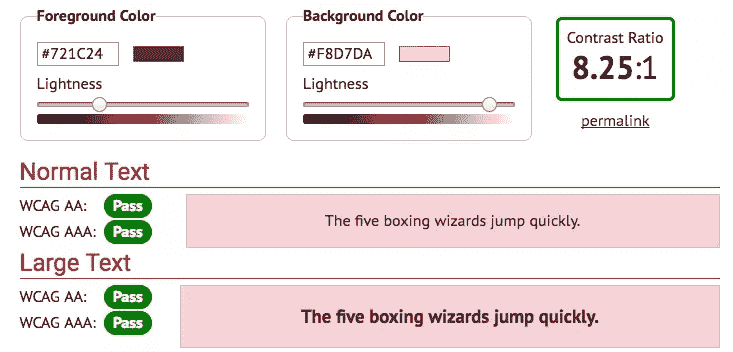 Foreground Color
#721C24
Lightness
Background Color
#F8D7DA
Lightness
Contrast Ratio
8.25:1
permalink
Normal Text
WCAG AA: Pass
WCAG AAA: Pass
The five boxing wizards jump quickly.
Large Text
WCAG AA: Pass
WCAG AAA: Pass
The five boxing wizards jump quickly.